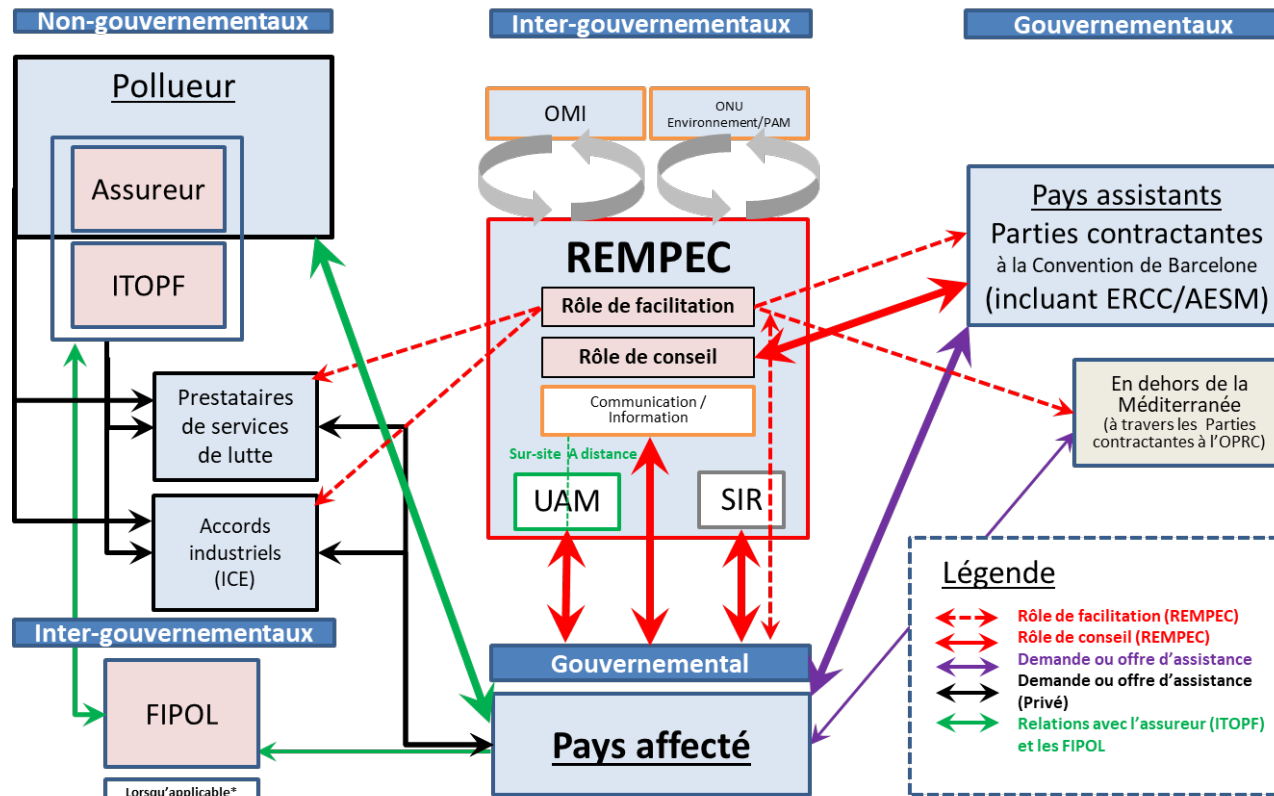 Non-gouvernementaux
Inter-gouvernementaux
Gouvernementaux
Pollueur
Assureur
ITOPF
OMI
ONU
Environnement/PAM
REMPEC
Rôle de facilitation
Rôle de conseil
Communication /
Information
Sur-site
A distance
UAM
SIR
Pays assistants
Parties contractantes
à la Convention de Barcelone
(incluant ERCC/AESM)
En dehors de la
Méditerranée
(à travers les Parties
contractantes à l’OPRC)
Prestataires
de services
de lutte
Accords
industriels
(ICE)
Inter-gouvernementaux
FIPOL
Lorsqu’applicable*
Gouvernemental
Pays affecté
Légende
Rôle de facilitation (REMPEC)
Rôle de conseil (REMPEC)
Demande ou offre d’assistance
Demande ou offre d’assistance
(Privé)
Relations avec l’assureur (ITOPF)
et les FIPOL